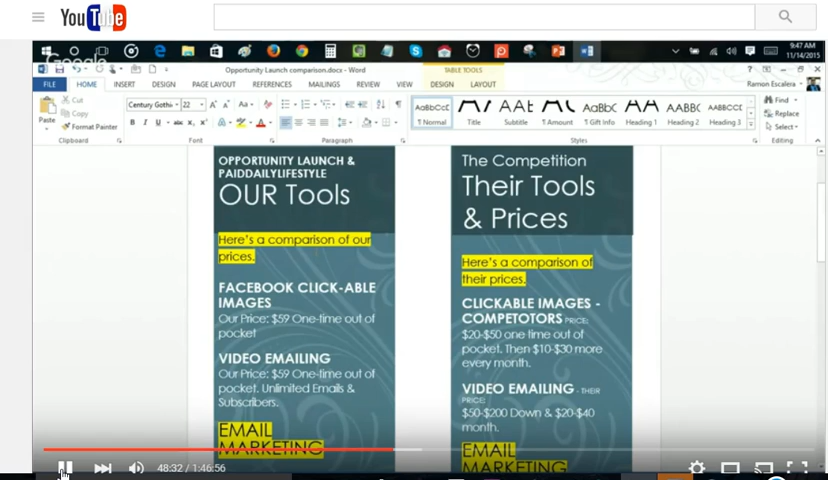 YouTube
Google
9:47 AM
11/14/2015
Opportunity Launch comparison.docx - Word
TABLE TOOLS
FILE HOME INSERT DESIGN PAGE LAYOUT REFERENCES MAILINGS REVIEW VIEW DESIGN LAYOUT
Ramon Escalera
Paste
Cut
Copy
Format Painter
Century Gothi 22
AaBbCcC
¶ Normal
Title
AAE
Subtitle
¶ Amount
AaBbC
¶ Gift Info
Heading 1
AABBC
Heading 2
AABBCCC
Heading 3
Find
Replace
Select
Clipboard Font Paragraph Styles Editing
OPPORTUNITY LAUNCH &
PAIDDAILYLIFESTYLE
OUR Tools
Here's a comparison of our
prices.
FACEBOOK CLICK-ABLE
IMAGES
Our Price: $59 One-time out of
pocket
VIDEO EMAILING
Our Price: $59 One-time out of
pocket. Unlimited Emails &
Subscribers.
EMAIL
MARKETING
The Competition
Their Tools
& Prices
Here's a comparison of
their prices.
CLICKABLE IMAGES -
COMPETOTORS PRICE:
$20-$50 one time out of
pocket. Then $10-$30 more
every month.
VIDEO EMAILING - THEIR
PRICE:
$50-$200 Down & $20-$40
month.
EMAIL
MARKETING
48:32 / 1:46:56